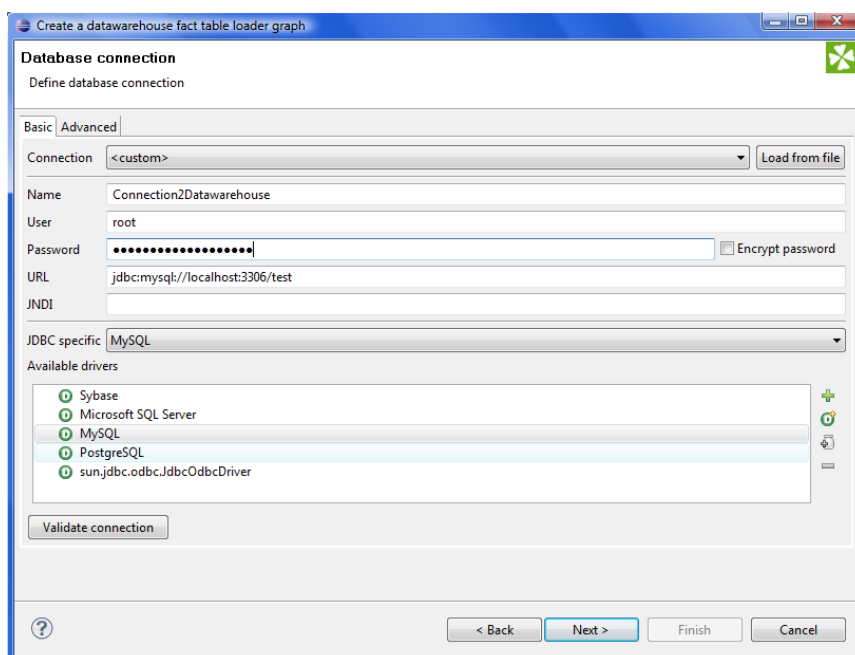 Create a datawarehouse fact table loader graph
Database connection
Define database connection
Basic Advanced
Connection <custom> Load from file
Name Connection2Datawarehouse
User root
Password ●●●●●●●●●●●●●●●●●●● Encrypt password
URL jdbc:mysql://localhost:3306/test
JNDI
JDBC specific MySQL
Available drivers
Sybase
Microsoft SQL Server
MySQL
PostgreSQL
sun.jdbc.odbc.JdbcOdbcDriver
Validate connection
? < Back Next > Finish Cancel